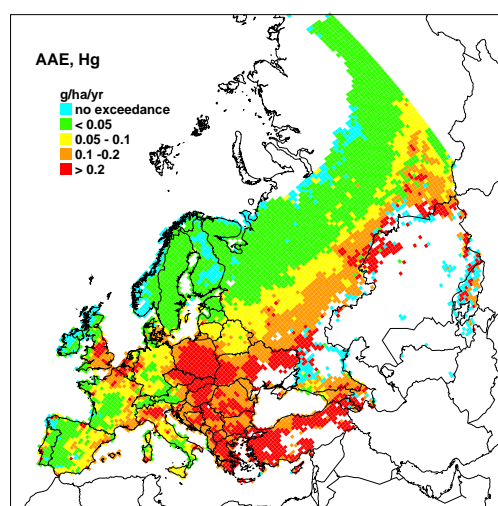 AAE, Hg
g/ha/yr
no exceedance
< 0.05
0.05 - 0.1
0.1 -0.2
> 0.2